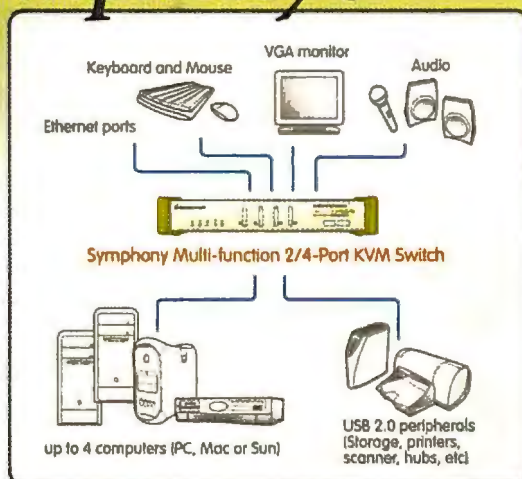 VGA monitor
Keyboard and Mouse
Audio
Ethernet ports
Symphony Multi-function 2/4-Port KVM Switch
up to 4 computers (PC, Mac or Sun)
USB 2.0 peripherals
(Storage, printers,
scanner, hubs, etc)